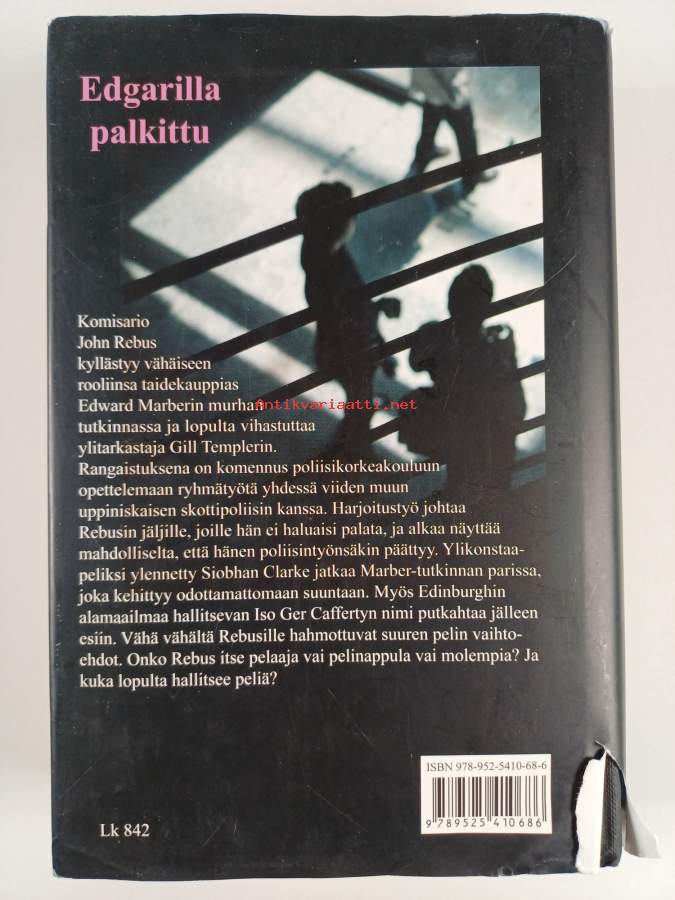 Edgarilla
palkittu
Komisario
John Rebus
kyllästyy vähäiseen
rooliinsa taidekauppias
Edward Marberin murhan
Antikvariaatti.net
tutkinnassa ja lopulta vihastuttaa
ylitarkastaja Gill Templerin.
Rangaistuksena on komennus poliisikorkeakouluun
opettelemaan ryhmätyötä yhdessä viiden muun
uppiniskaisen skottipoliisin kanssa. Harjoitustyö johtaa
Rebusin jäljille, joille hän ei haluaisi palata, ja alkaa näyttää
mahdolliselta, että hänen poliisintyönsäkin päättyy. Ylikonstaa-
peliksi ylennetty Siobhan Clarke jatkaa Marber-tutkinnan parissa,
joka kehittyy odottamattomaan suuntaan. Myös Edinburghin
alamaailmaa hallitsevan Iso Ger Caffertyn nimi putkahtaa jälleen
esiin. Vähä vähältä Rebusille hahmottuvat suuren pelin vaihto-
ehdot. Onko Rebus itse pelaaja vai pelinappula vai molempia? Ja
kuka lopulta hallitsee peliä?
ISBN 978-952-5410-68-6
9 789525 410686
Lk 842